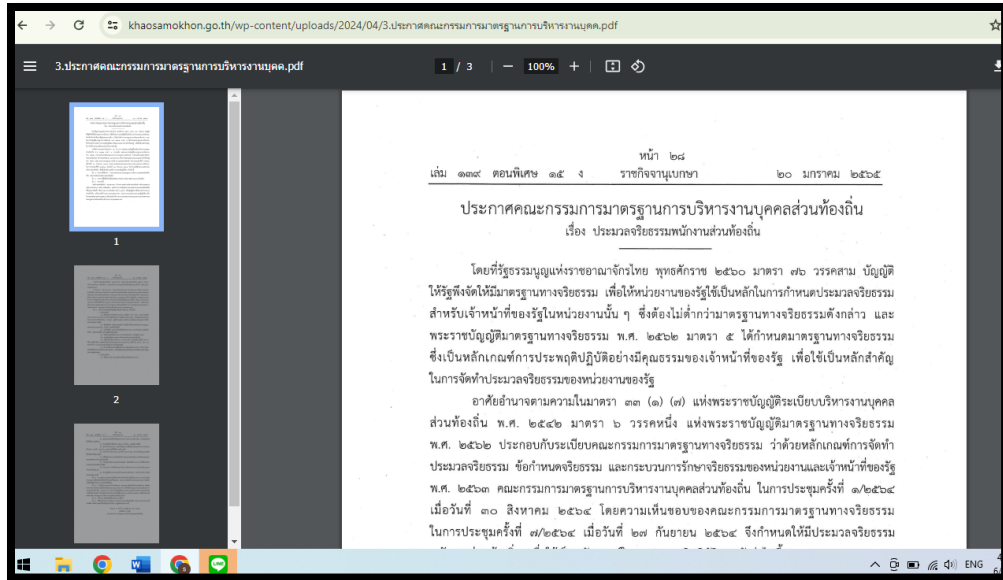 khaosamokhon.go.th/wp-content/uploads/2024/04/3.ประกาศคณะกรรมการมาตรฐานการบริหารงานบุคค.pdf
3.ประกาศคณะกรรมการมาตรฐานการบริหารงานบุคค.pdf
1 / 3
100%
1
2
หน้า ๒๘
เล่ม ๑๓๙ ตอนพิเศษ ๑๕ ง ราชกิจจานุเบกษา ๒๐ มกราคม ๒๕๖๕
ประกาศคณะกรรมการมาตรฐานการบริหารงานบุคคลส่วนท้องถิ่น
เรื่อง ประมวลจริยธรรมพนักงานส่วนท้องถิ่น
โดยที่รัฐธรรมนูญแห่งราชอาณาจักรไทย พุทธศักราช ๒๕๖๐ มาตรา ๗๖ วรรคสาม บัญญัติ
ให้รัฐพึงจัดให้มีมาตรฐานทางจริยธรรม เพื่อให้หน่วยงานของรัฐใช้เป็นหลักในการกำหนดประมวลจริยธรรม
สำหรับเจ้าหน้าที่ของรัฐในหน่วยงานนั้น ๆ ซึ่งต้องไม่ต่ำกว่ามาตรฐานทางจริยธรรมดังกล่าว และ
พระราชบัญญัติมาตรฐานทางจริยธรรม พ.ศ. ๒๕๖๒ มาตรา ๕ ได้กำหนดมาตรฐานทางจริยธรรม
ซึ่งเป็นหลักเกณฑ์การประพฤติปฏิบัติอย่างมีคุณธรรมของเจ้าหน้าที่ของรัฐ เพื่อใช้เป็นหลักสำคัญ
ในการจัดทำประมวลจริยธรรมของหน่วยงานของรัฐ
อาศัยอำนาจตามความในมาตรา ๓๓ (๑) (๗) แห่งพระราชบัญญัติระเบียบบริหารงานบุคคล
ส่วนท้องถิ่น พ.ศ. ๒๕๔๒ มาตรา ๖ วรรคหนึ่ง แห่งพระราชบัญญัติมาตรฐานทางจริยธรรม
พ.ศ. ๒๕๖๒ ประกอบกับระเบียบคณะกรรมการมาตรฐานทางจริยธรรม ว่าด้วยหลักเกณฑ์การจัดทำ
ประมวลจริยธรรม ข้อกำหนดจริยธรรม และกระบวนการรักษาจริยธรรมของหน่วยงานและเจ้าหน้าที่ของรัฐ
พ.ศ. ๒๕๖๓ คณะกรรมการมาตรฐานการบริหารงานบุคคลส่วนท้องถิ่น ในการประชุมครั้งที่ ๑/๒๕๖๔
เมื่อวันที่ ๓๐ สิงหาคม ๒๕๖๔ โดยความเห็นชอบของคณะกรรมการมาตรฐานทางจริยธรรม
ในการประชุมครั้งที่ ๗/๒๕๖๔ เมื่อวันที่ ๒๗ กันยายน ๒๕๖๔ จึงกำหนดให้มีประมวลจริยธรรม
ENG